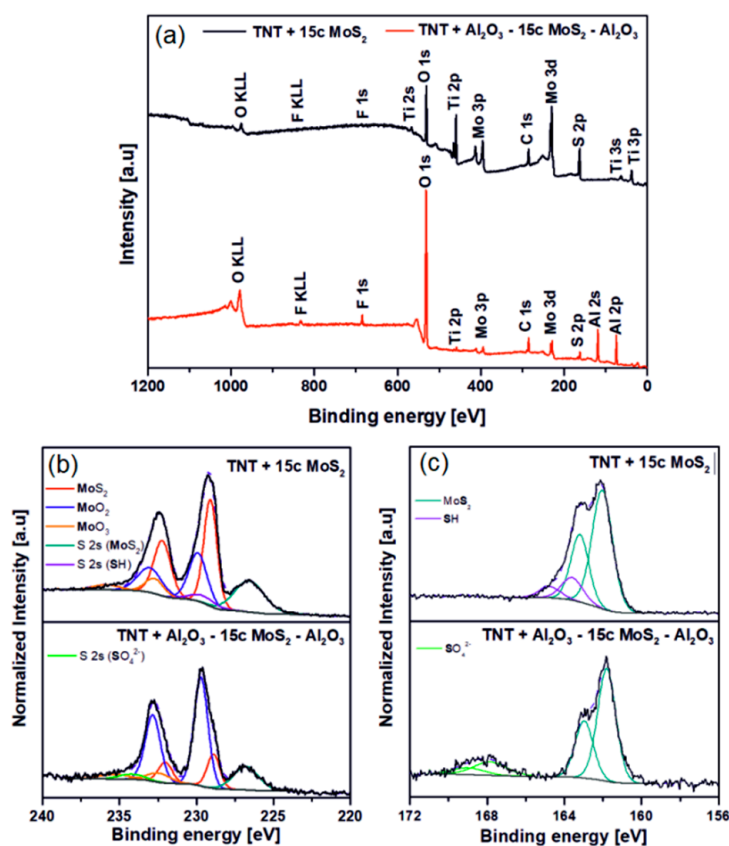 (a)
TNT + 15c MoS₂
TNT + Al₂O₃ - 15c MoS₂ - Al₂O₃
O KLL
F KLL
F 1s
Ti 2s
O 1s
Ti 2p
Mo 3p
C 1s
Mo 3d
S 2p
Ti 3s
Ti 3p
O KLL
F KLL
F 1s
O 1s
Ti 2p
Mo 3p
C 1s
Mo 3d
S 2p
Al 2s
Al 2p
Intensity [a.u]
1200 1000 800 600 400 200 0
Binding energy [eV]
(b)
TNT + 15c MoS₂
MoS₂
MoO₂
MoO₃
S 2s (MoS₂)
S 2s (SH)
TNT + Al₂O₃ - 15c MoS₂ - Al₂O₃
S 2s (SO₄²⁻)
Normalized Intensity [a.u]
240 235 230 225 220
Binding energy [eV]
(c)
TNT + 15c MoS₂
MoS₂
SH
TNT + Al₂O₃ - 15c MoS₂ - Al₂O₃
SO₄²⁻
Normalized Intensity [a.u]
172 168 164 160 156
Binding energy [eV]